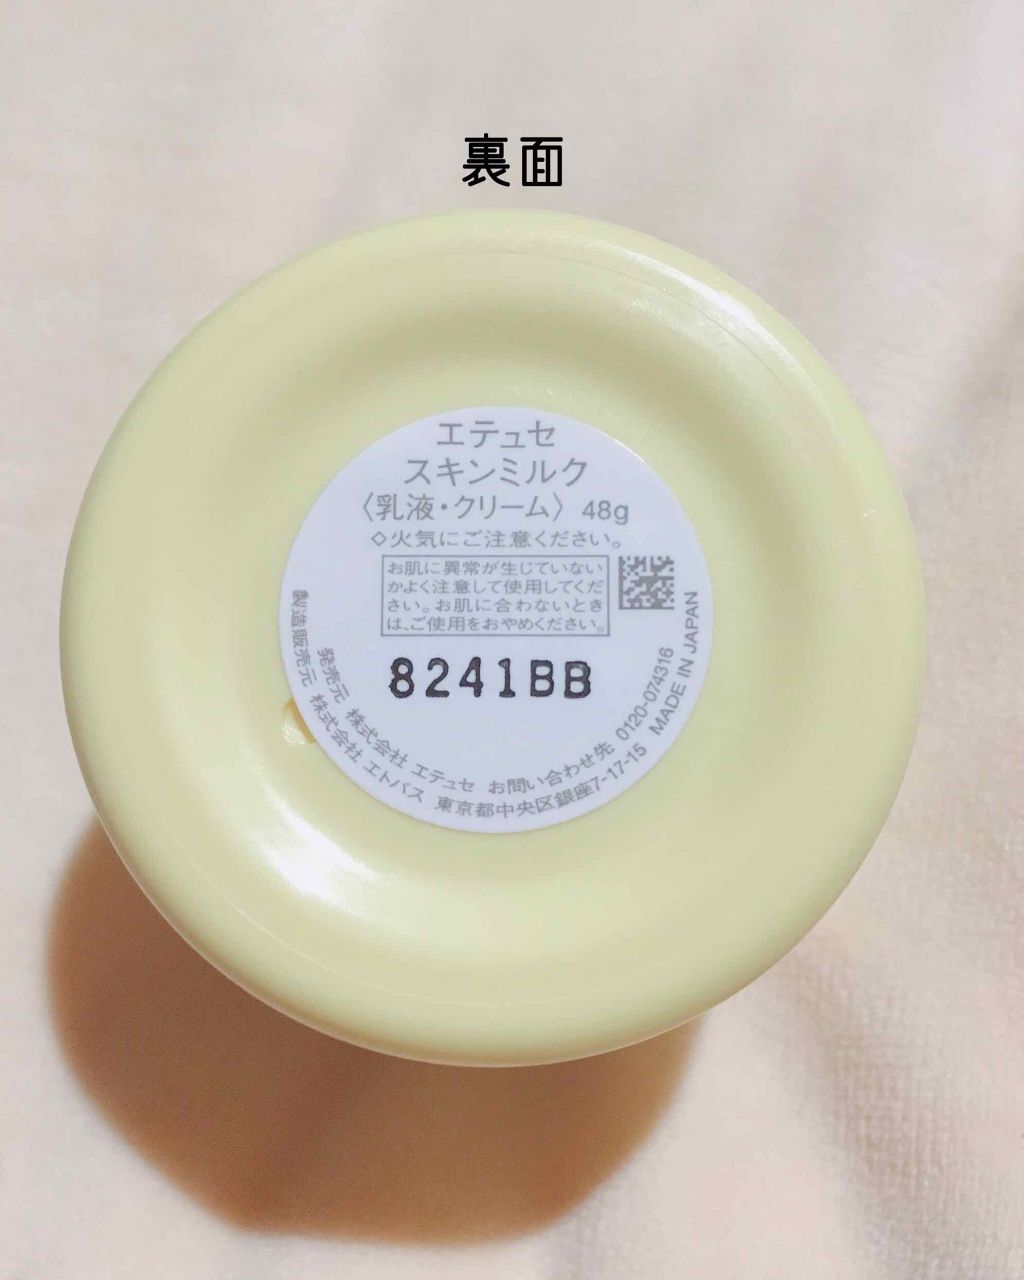 裏面
エテュセ
スキンミルク
〈乳液・クリーム〉 48g
◇火気にご注意ください。
お肌に異常が生じていない
かよく注意して使用してくだ
さい。お肌に合わないとき
は、ご使用をおやめください。
8241BB
発売元 株式会社 エテュセ お問い合わせ先 0120-074316
製造販売元 株式会社 エトバス 東京都中央区銀座7-17-15 MADE IN JAPAN